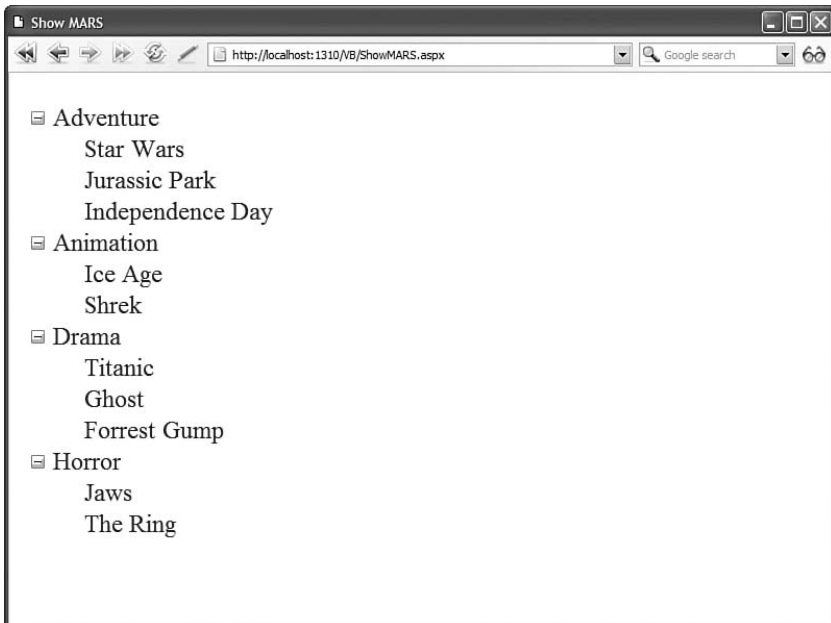 Show MARS
http://localhost:1310/VB/ShowMARS.aspx
Google search
Adventure
Star Wars
Jurassic Park
Independence Day
Animation
Ice Age
Shrek
Drama
Titanic
Ghost
Forrest Gump
Horror
Jaws
The Ring